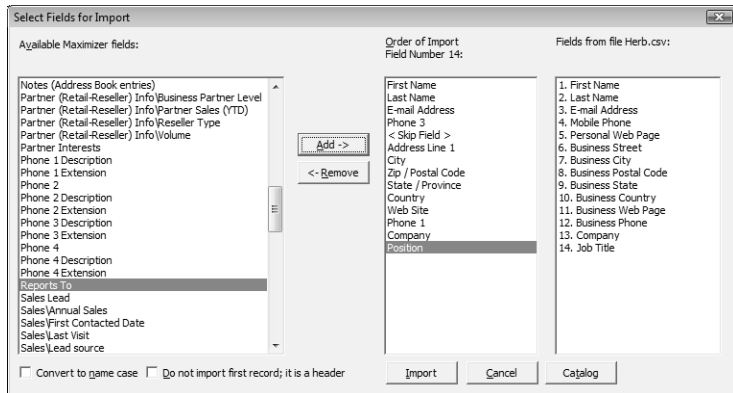 Select Fields for Import
Available Maximizer fields:
Notes (Address Book entries)
Partner (Retail-Reseller) Info\Business Partner Level
Partner (Retail-Reseller) Info\Partner Sales (YTD)
Partner (Retail-Reseller) Info\Reseller Type
Partner (Retail-Reseller) Info\Volume
Partner Interests
Phone 1 Description
Phone 1 Extension
Phone 2
Phone 2 Description
Phone 2 Extension
Phone 3 Description
Phone 3 Extension
Phone 4
Phone 4 Description
Phone 4 Extension
Reports To
Sales Lead
Sales\Annual Sales
Sales\First Contacted Date
Sales\Last Visit
Sales\Lead source
Add ->
<- Remove
Order of Import
Field Number 14:
First Name
Last Name
E-mail Address
Phone 3
< Skip Field >
Address Line 1
City
Zip / Postal Code
State / Province
Country
Web Site
Phone 1
Company
Position
Fields from file Herb.csv:
1. First Name
2. Last Name
3. E-mail Address
4. Mobile Phone
5. Personal Web Page
6. Business Street
7. Business City
8. Business Postal Code
9. Business State
10. Business Country
11. Business Web Page
12. Business Phone
13. Company
14. Job Title
Convert to name case
Do not import first record; it is a header
Import
Cancel
Catalog